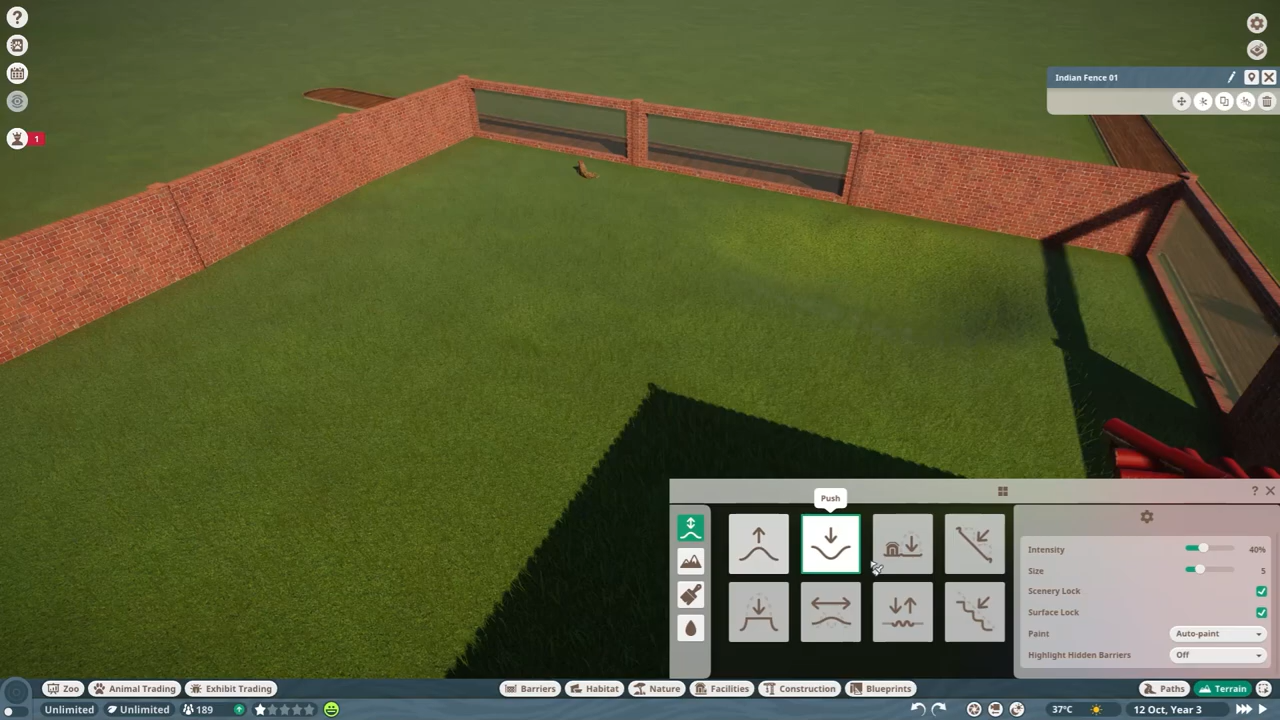 ?
1
Indian Fence 01
Push
?
Intensity 40%
Size 5
Scenery Lock
Surface Lock
Paint Auto-paint
Highlight Hidden Barriers Off
Zoo Animal Trading Exhibit Trading Barriers Habitat Nature Facilities Construction Blueprints Paths Terrain
Unlimited Unlimited 189 37°C 12 Oct, Year 3